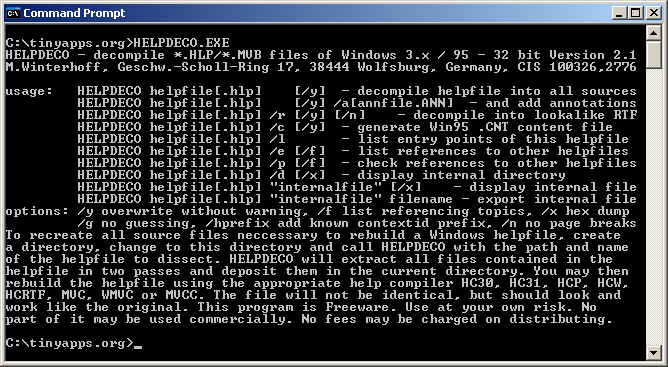 Command Prompt
C:\tinyapps.org>HELPDECO.EXE
HELPDECO - decompile *.HLP/*.MVB files of Windows 3.x / 95 - 32 bit Version 2.1
M.Winterhoff, Geschw.-Scholl-Ring 17, 38444 Wolfsburg, Germany, CIS 100326,2776
usage:   HELPDECO helpfile[.hlp]    [/y]  - decompile helpfile into all sources
         HELPDECO helpfile[.hlp]    [/y] /a[annfile.ANN]  - and add annotations
         HELPDECO helpfile[.hlp] /r [/y] [/n]   - decompile into lookalike RTF
         HELPDECO helpfile[.hlp] /c [/y]  - generate Win95 .CNT content file
         HELPDECO helpfile[.hlp] /l       - list entry points of this helpfile
         HELPDECO helpfile[.hlp] /e [/f]  - list references to other helpfiles
         HELPDECO helpfile[.hlp] /p [/f]  - check references to other helpfiles
         HELPDECO helpfile[.hlp] /d [/x]  - display internal directory
         HELPDECO helpfile[.hlp] "internalfile" [/x]    - display internal file
         HELPDECO helpfile[.hlp] "internalfile" filename - export internal file
options: /y overwrite without warning, /f list referencing topics, /x hex dump
         /g no guessing, /hprefix add known contextid prefix, /n no page breaks
To recreate all source files neccessary to rebuild a Windows helpfile, create
a directory, change to this directory and call HELPDECO with the path and name
of the helpfile to dissect. HELPDECO will extract all files contained in the
helpfile in two passes and deposit them in the current directory. You may then
rebuild the helpfile using the appropriate help compiler HC30, HC31, HCP, HCW,
HCRTF, MVC, WMVC or MVCC. The file will not be identical, but should look and
work like the original. This program is Freeware. Use at your own risk. No
part of it may be used commercially. No fees may be charged on distributing.
C:\tinyapps.org>_